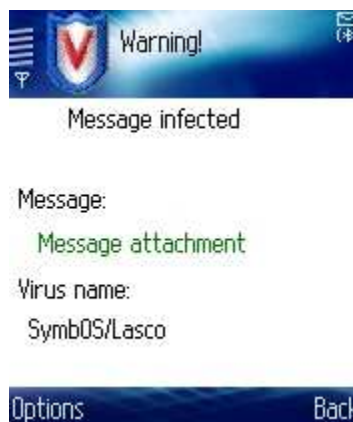 Warning!
Message infected
Message:
Message attachment
Virus name:
SymbOS/Lasco
Options
Back